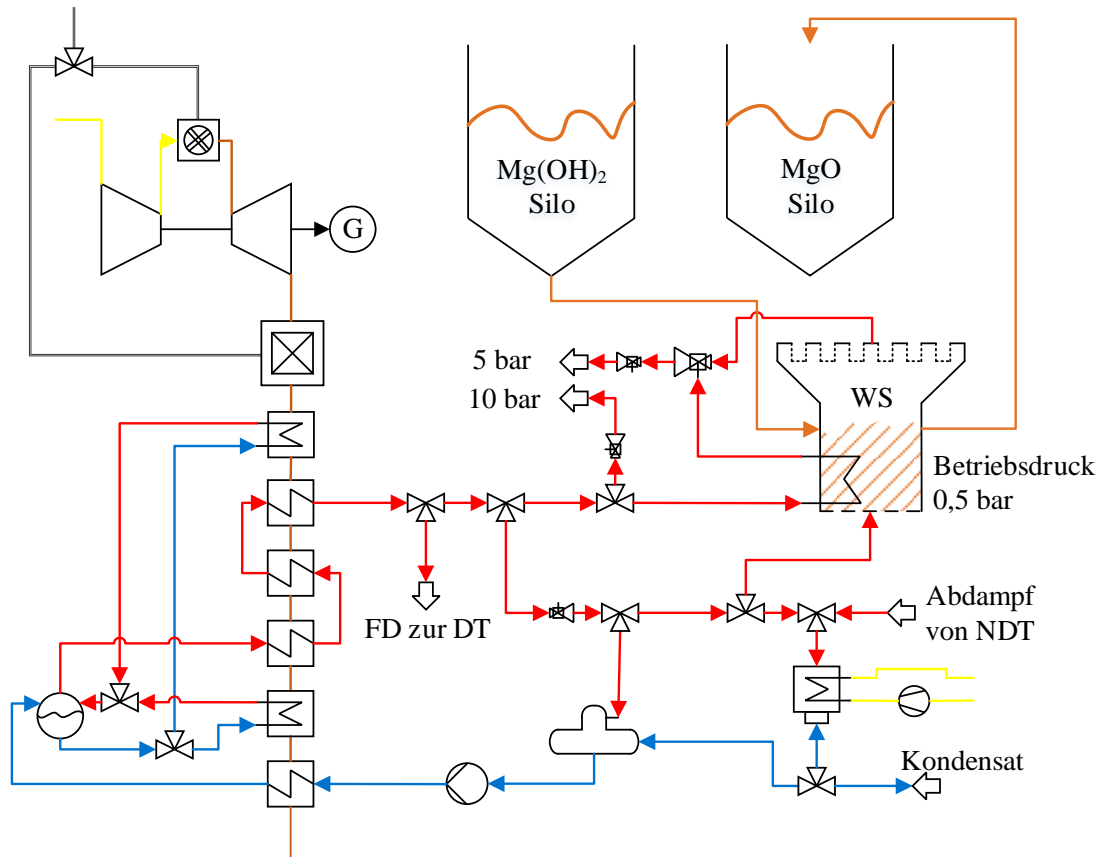 Mg(OH)₂
Silo
MgO
Silo
G
5 bar
10 bar
WS
Betriebsdruck
0,5 bar
FD zur DT
Abdampf
von NDT
Kondensat